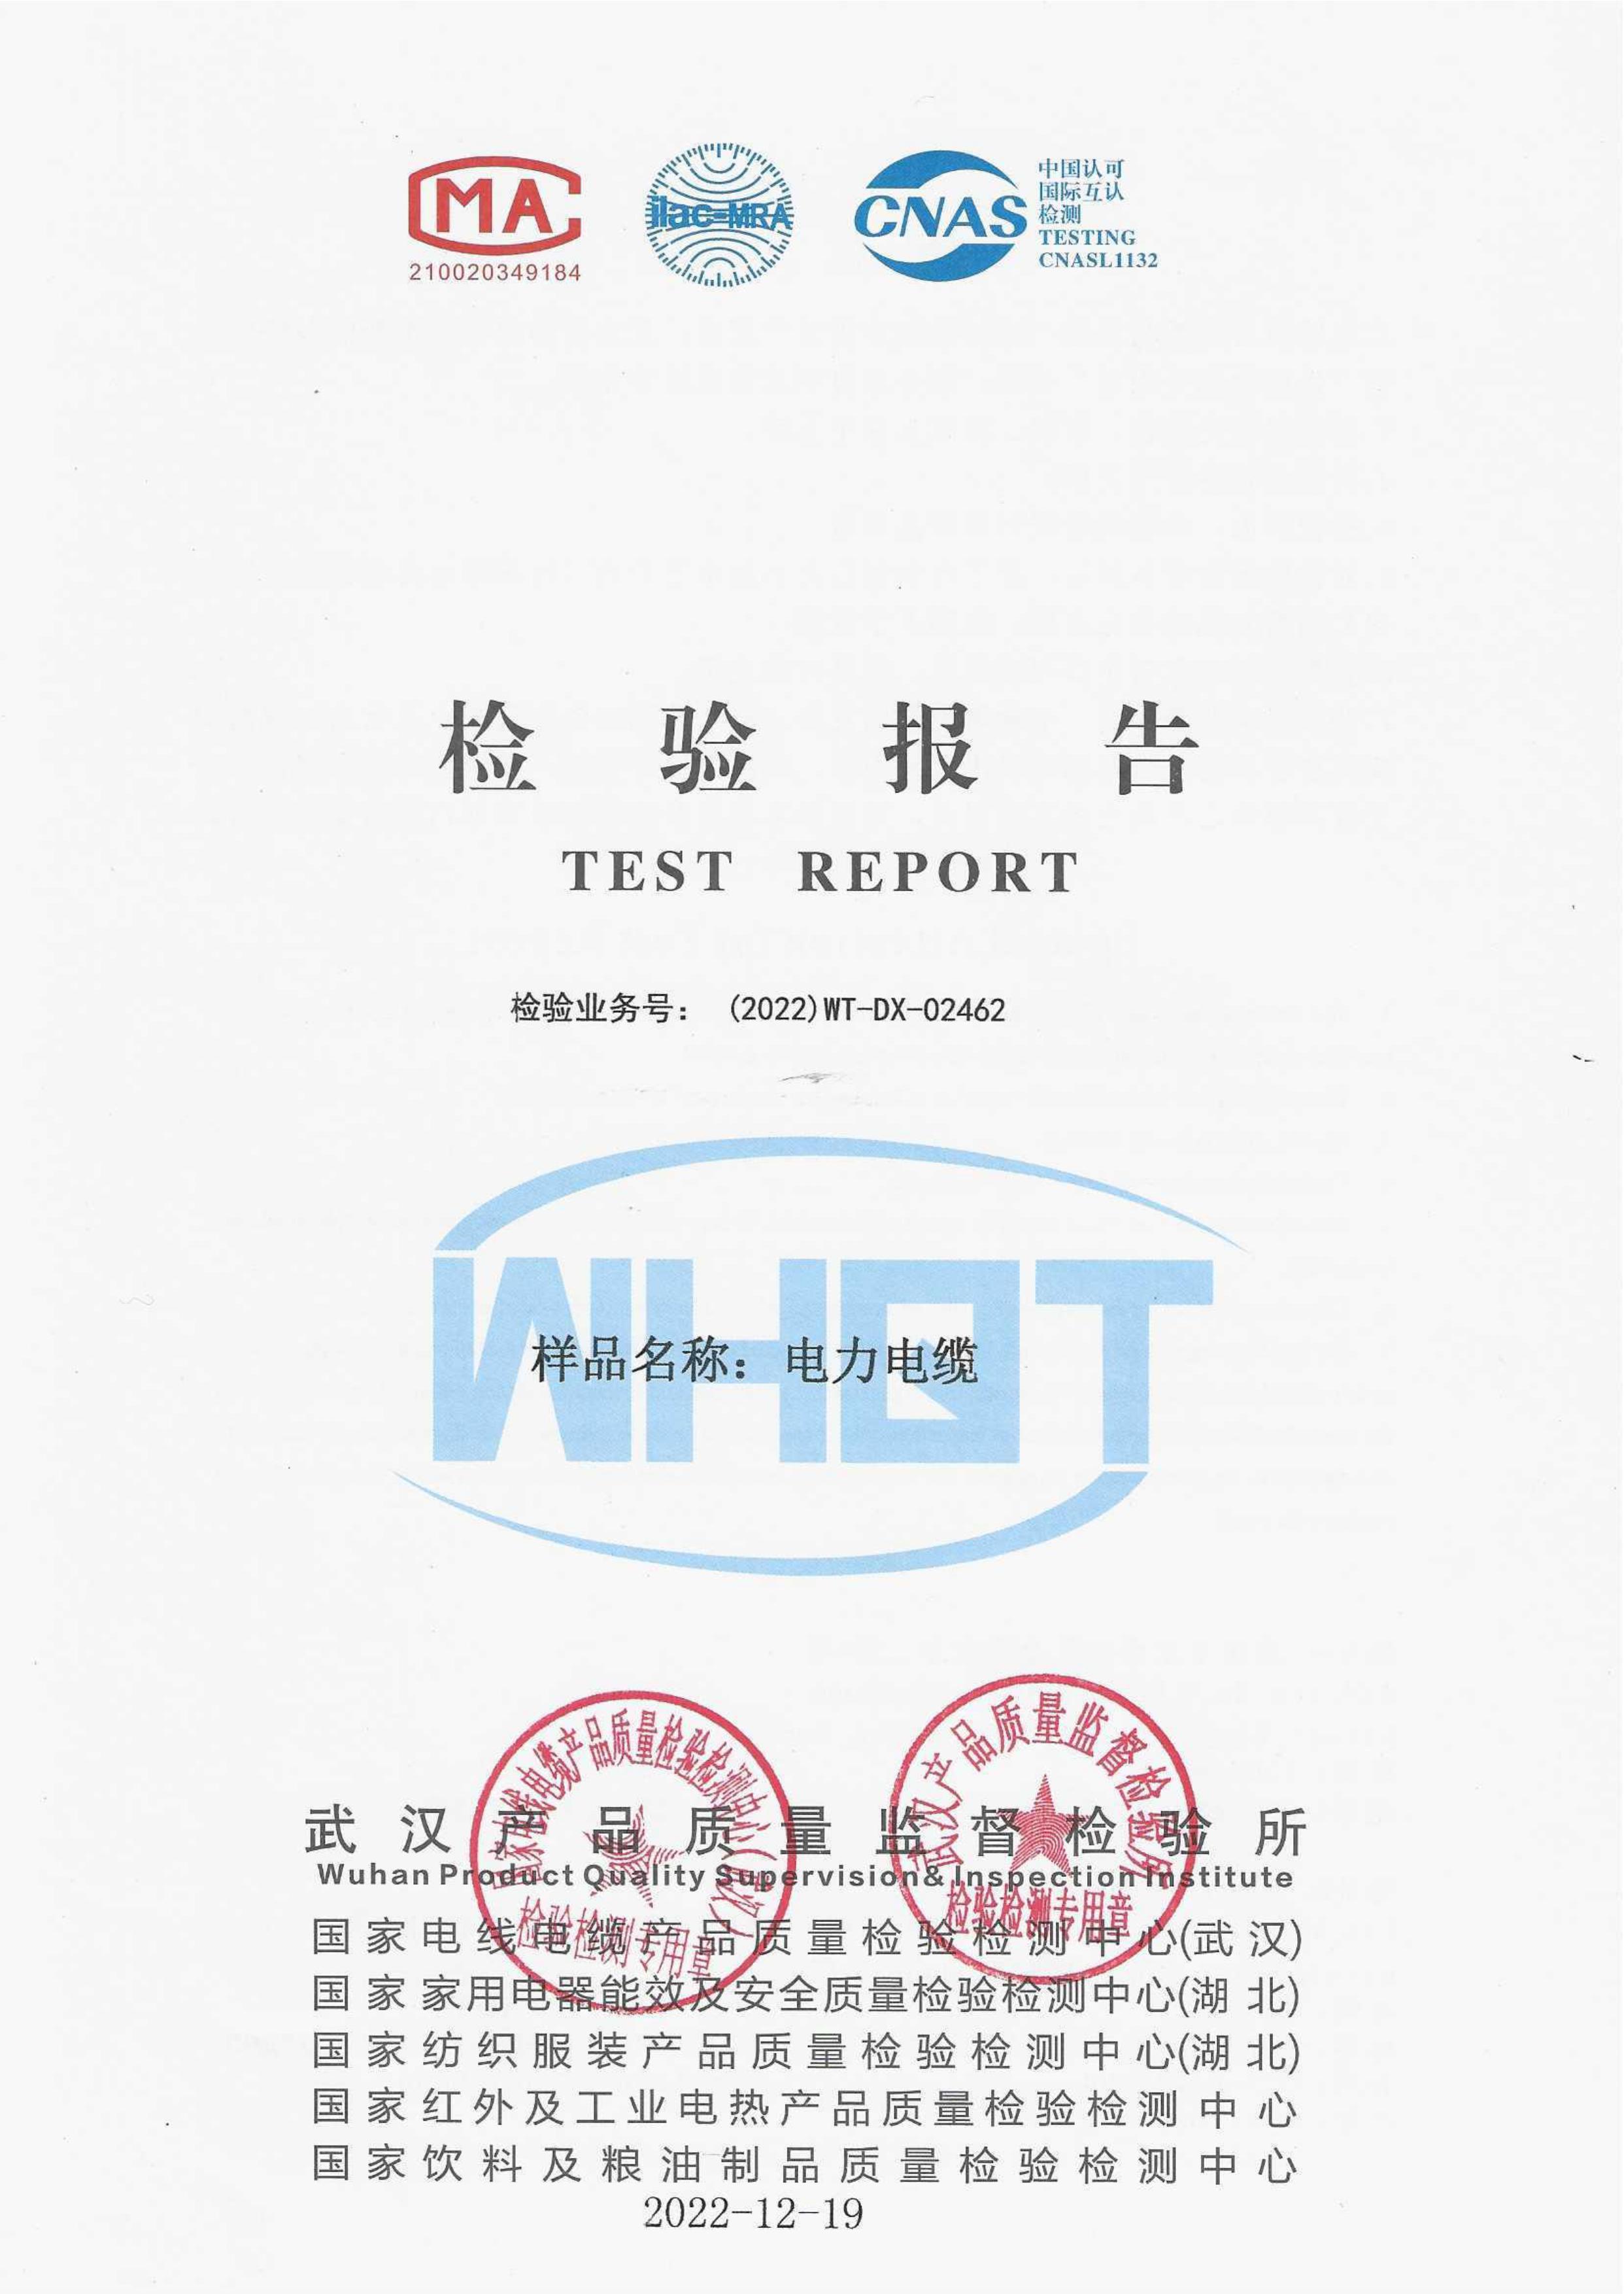 MA
210020349184
ilac-MRA
CNAS
中国认可
国际互认
检测
TESTING
CNASL1132
检验报告
TEST REPORT
检验业务号： (2022)WT-DX-02462
WHQT
样品名称：电力电缆
国家电线电缆产品质量检验检测中心(武汉)
检验检测专用章
武汉产品质量监督检验所
检验检测专用章
武汉产品质量监督检验所
Wuhan Product Quality Supervision & Inspection Institute
国家电线电缆产品质量检验检测中心(武汉)
国家家用电器能效及安全质量检验检测中心(湖北)
国家纺织服装产品质量检验检测中心(湖北)
国家红外及工业电热产品质量检验检测中心
国家饮料及粮油制品质量检验检测中心
2022-12-19